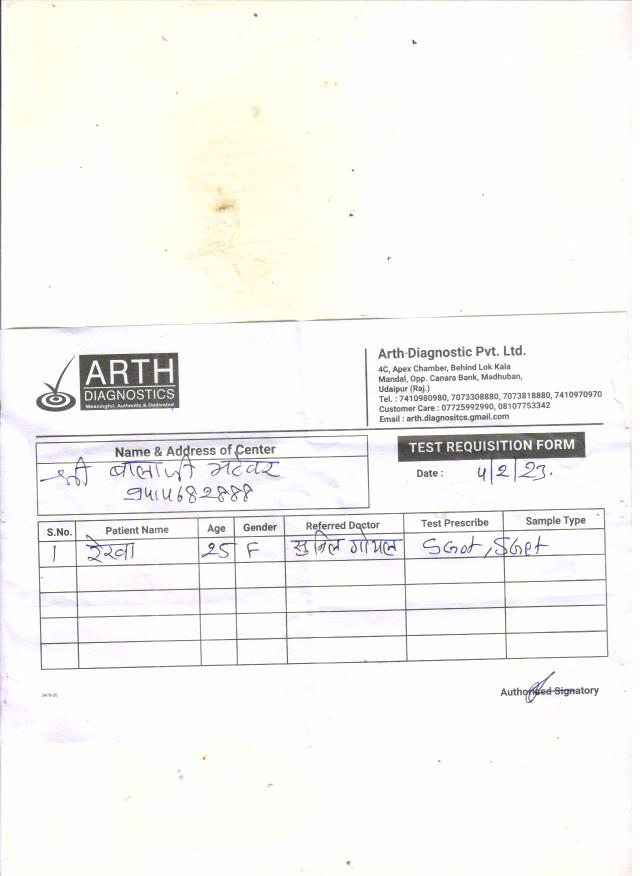 ARTH
DIAGNOSTICS
Meaningful. Authentic & Dedicated
Arth Diagnostic Pvt. Ltd.
4C, Apex Chamber, Behind Lok Kala
Mandal, Opp. Canara Bank, Madhuban,
Udaipur (Raj.)
Tel. : 7410980980, 7073308880, 7073818880, 7410970970
Customer Care : 07725992990, 08107753342
Email : arth.diagnositcs.gmail.com
Name & Address of Center
श्री बालाजी भटेवर
9414682888
TEST REQUISITION FORM
Date : 4/2/23.
S.No. Patient Name Age Gender Referred Doctor Test Prescribe Sample Type
1 रेखा 25 F सुनिल गोयल SGot, SGpt
Authorized Signatory